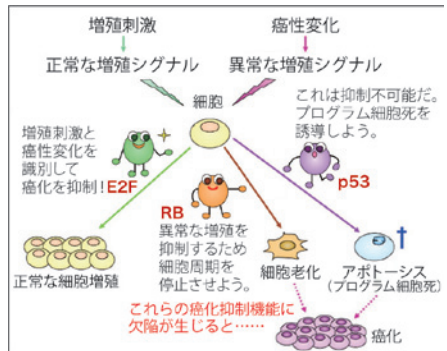 増殖刺激
癌性変化
正常な増殖シグナル
異常な増殖シグナル
細胞
これは抑制不可能だ。
プログラム細胞死を
誘導しよう。
増殖刺激と
癌性変化を
識別して
癌化を抑制!
E2F
p53
RB
異常な増殖を
抑制するため
細胞周期を
停止させよう。
正常な細胞増殖
細胞老化
†
アポトーシス
(プログラム細胞死)
これらの癌化抑制機能に
欠陥が生じると……
癌化